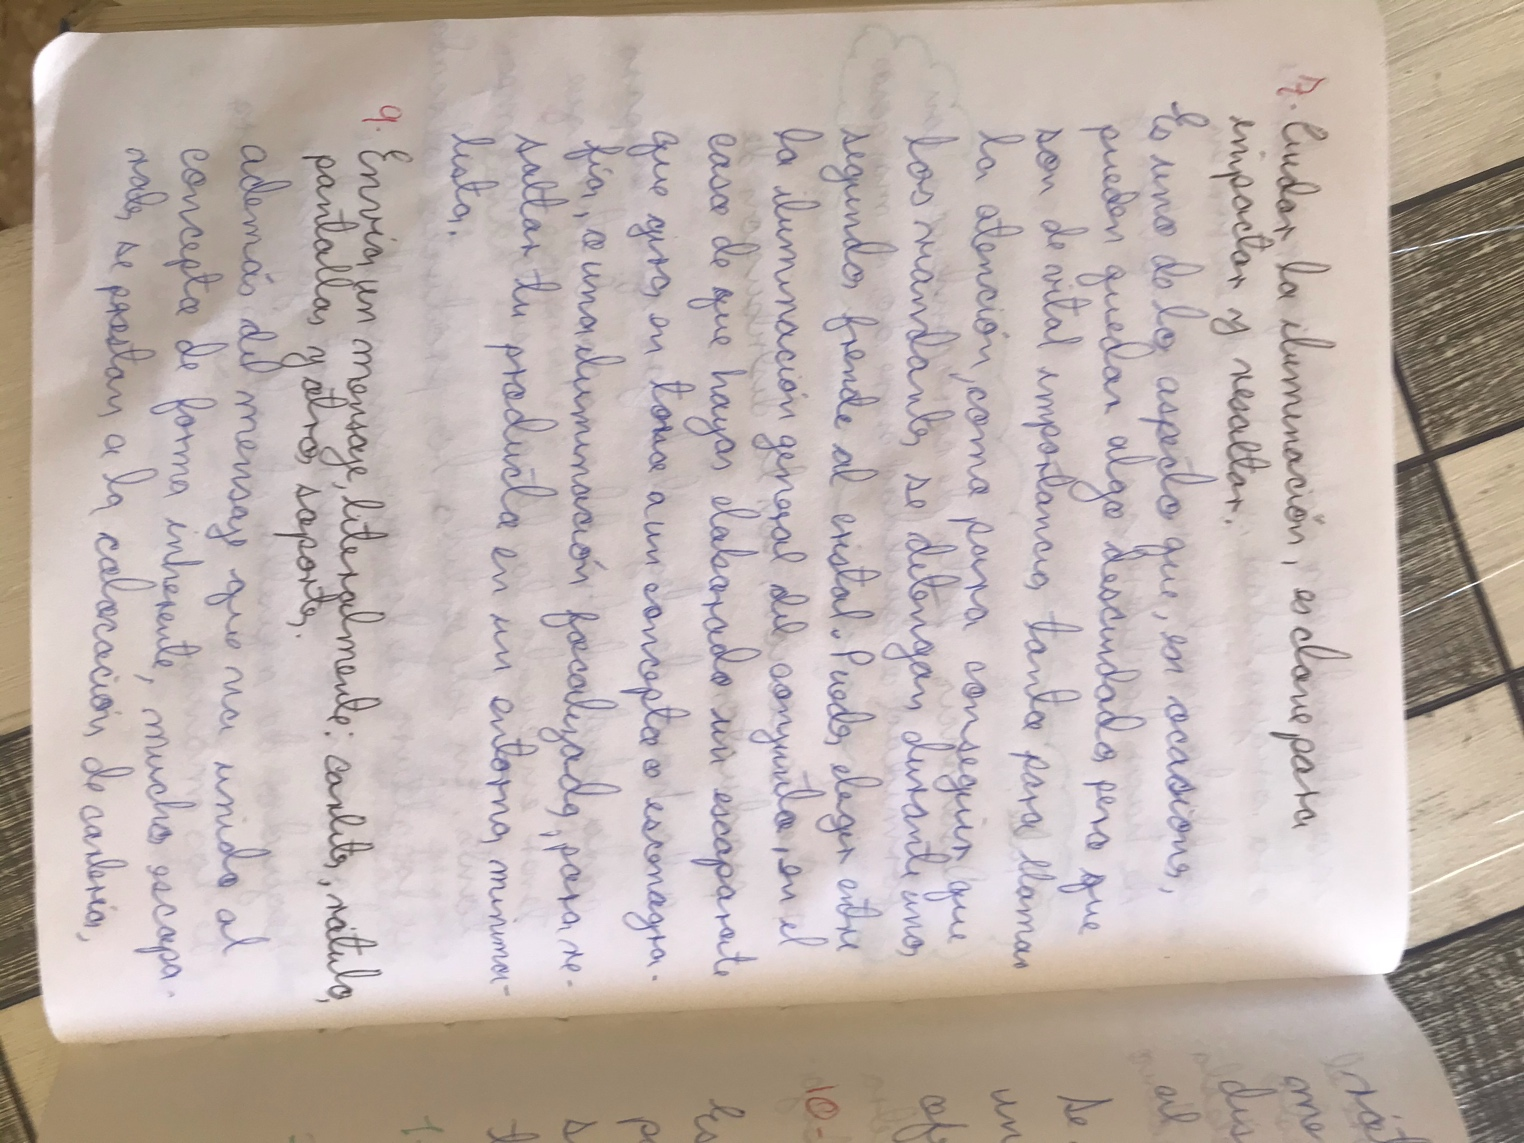 7. Cuidar la iluminación, es clave para
impactar y resaltar.
Es uno de los aspectos que, en ocasiones,
pueden quedar algo descuidados, pero que
son de vital importancia, tanto para llamar
la atención, como para conseguir que
los viandantes se detengan durante unos
segundos frente al cristal. Puedes elegir entre
la iluminación general del conjunto, en el
caso de que hayas elaborado un escaparate
que gira en torno a un concepto o escenogra-
fía, o una iluminación focalizada, para re-
saltar tu producto en un entorno minima-
lista.
9. Envía un mensaje, literalmente: carteles, rótulos,
pantallas y otros soportes.
además del mensaje que va unido al
concepto de forma inherente, muchos escapa-
rates se prestan a la colocación de cartelería,
10-